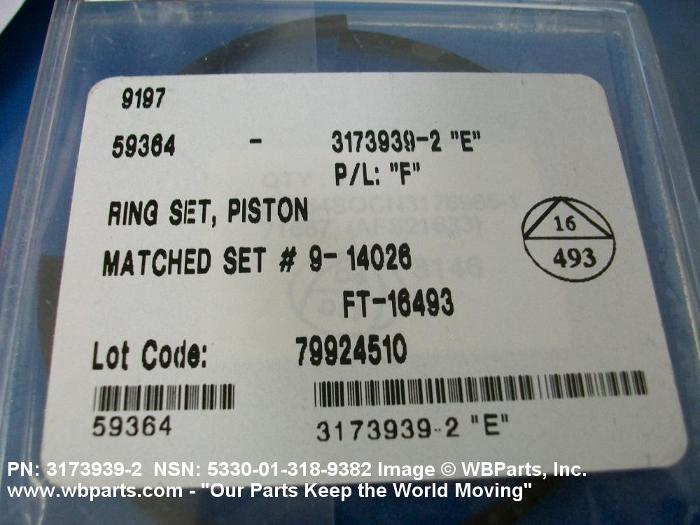 9197
59364 - 3173939-2 "E"
P/L: "F"
RING SET, PISTON
MATCHED SET # 9-14026
FT-16493
16
493
Lot Code: 79924510
59364 3173939-2 "E"
PN: 3173939-2 NSN: 5330-01-318-9382 Image © WBParts, Inc.
www.wbparts.com - "Our Parts Keep the World Moving"